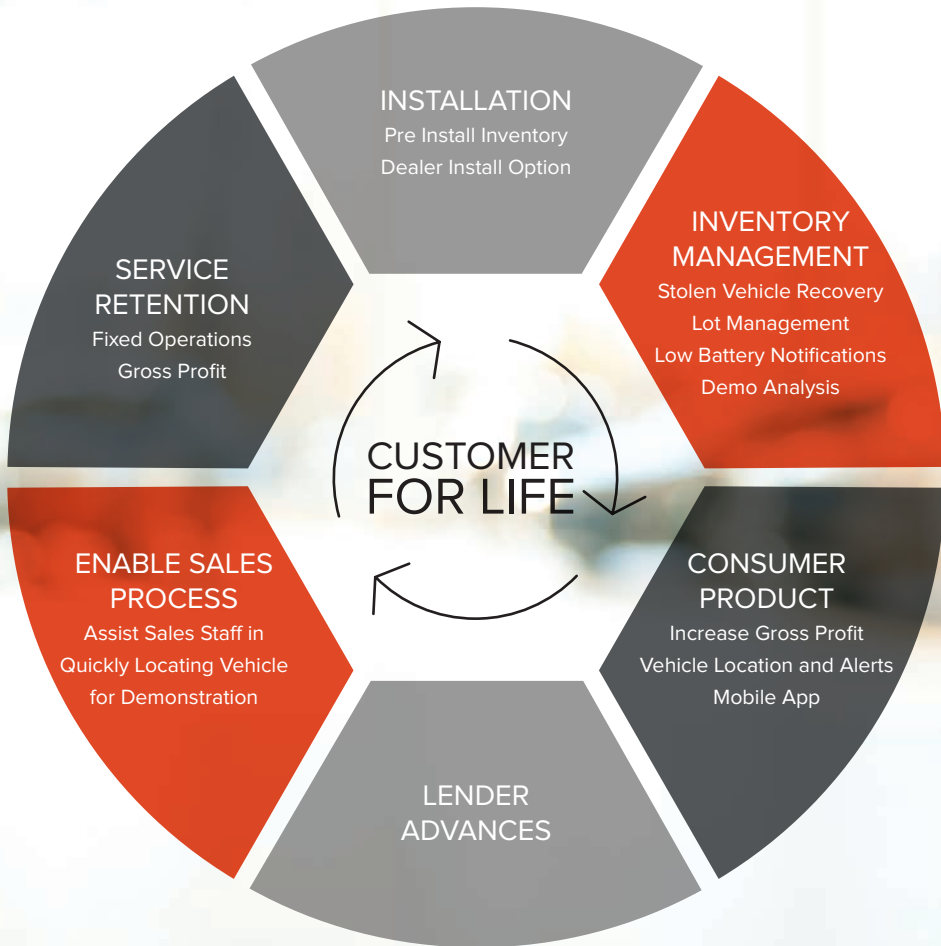 INSTALLATION
Pre Install Inventory
Dealer Install Option
INVENTORY
MANAGEMENT
Stolen Vehicle Recovery
Lot Management
Low Battery Notifications
Demo Analysis
CONSUMER
PRODUCT
Increase Gross Profit
Vehicle Location and Alerts
Mobile App
LENDER
ADVANCES
ENABLE SALES
PROCESS
Assist Sales Staff in
Quickly Locating Vehicle
for Demonstration
SERVICE
RETENTION
Fixed Operations
Gross Profit
CUSTOMER
FOR LIFE